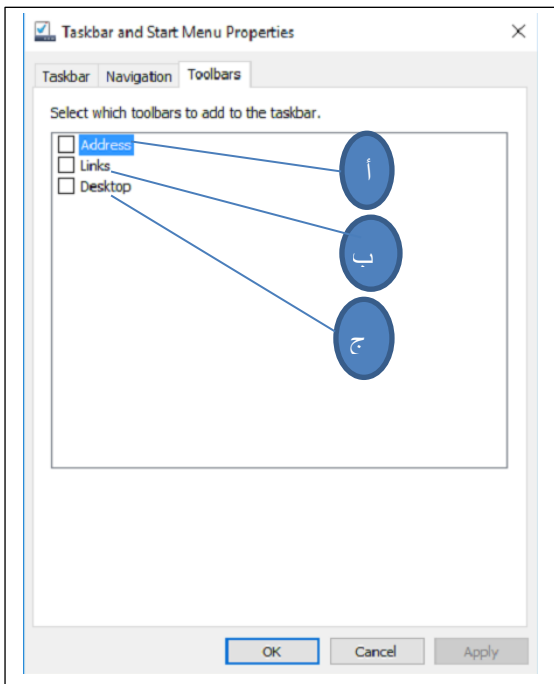 Taskbar and Start Menu Properties
Taskbar Navigation Toolbars
Select which toolbars to add to the taskbar.
Address
أ
Links
Desktop
ب
ج
OK Cancel Apply